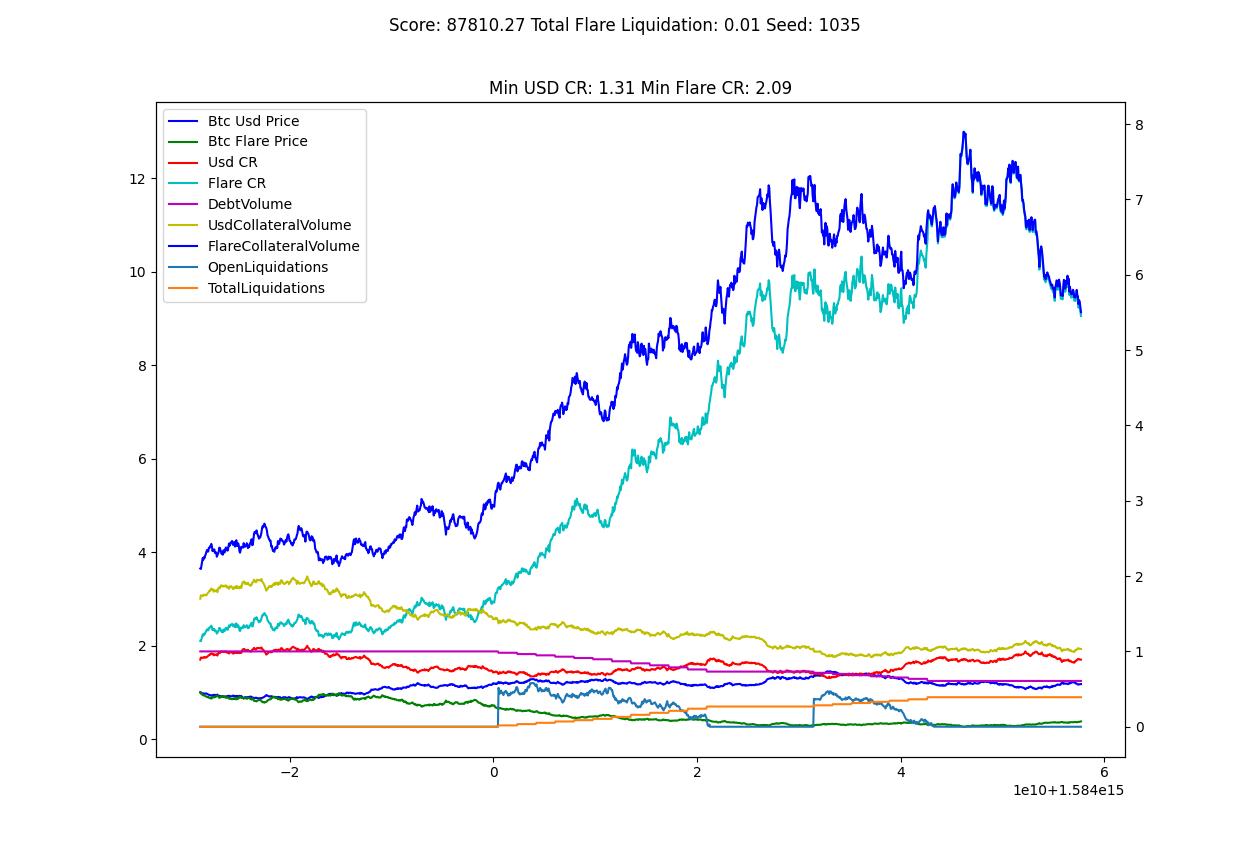 Score: 87810.27 Total Flare Liquidation: 0.01 Seed: 1035
Min USD CR: 1.31 Min Flare CR: 2.09
Btc Usd Price
Btc Flare Price
Usd CR
Flare CR
DebtVolume
UsdCollateralVolume
FlareCollateralVolume
OpenLiquidations
TotalLiquidations
12
10
8
6
4
2
0
8
7
6
5
4
3
2
1
0
−2
0
2
4
6
1e10+1.584e15